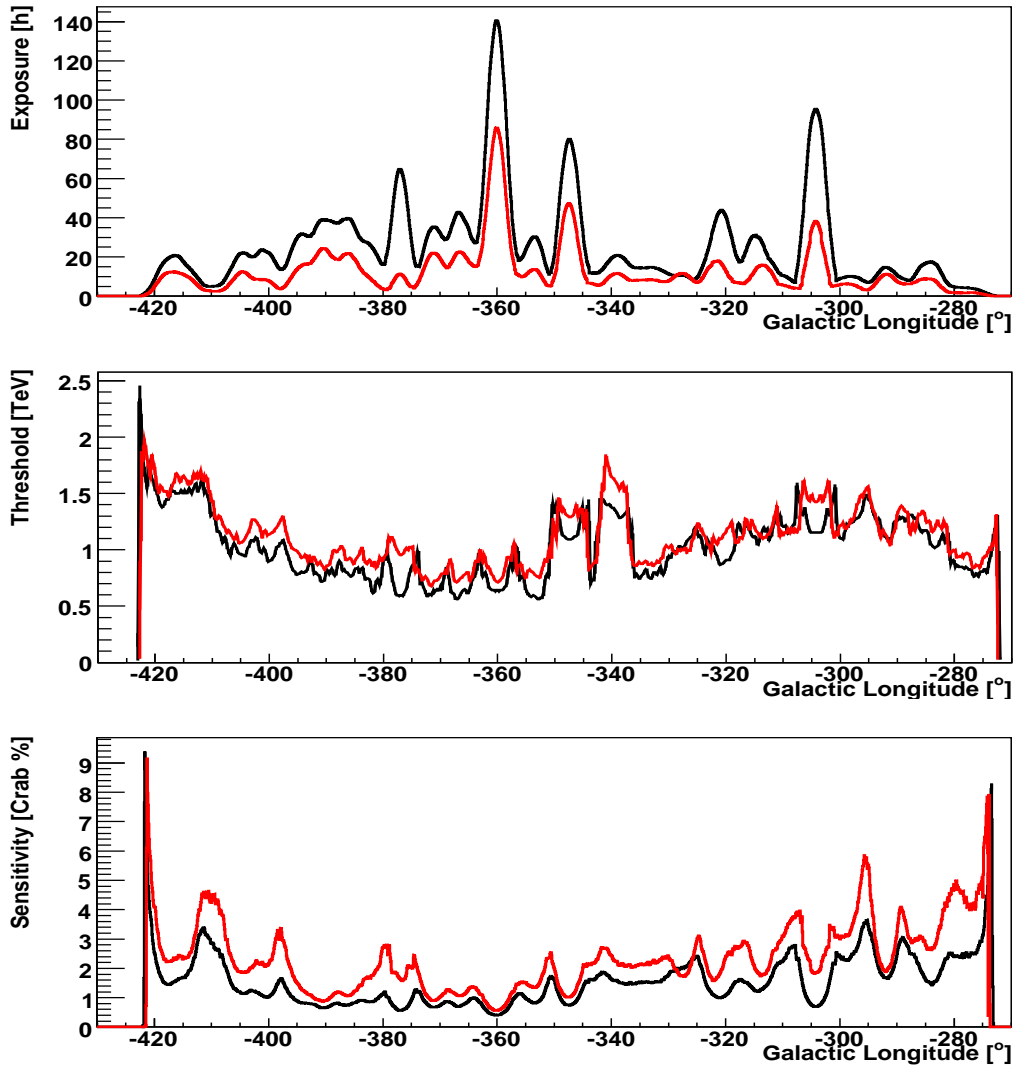 Exposure [h]
140
120
100
80
60
40
20
0
-420 -400 -380 -360 -340 -320 -300 -280
Galactic Longitude [°]
Threshold [TeV]
2.5
2
1.5
1
0.5
0
-420 -400 -380 -360 -340 -320 -300 -280
Galactic Longitude [°]
Sensitivity [Crab %]
9
8
7
6
5
4
3
2
1
0
-420 -400 -380 -360 -340 -320 -300 -280
Galactic Longitude [°]